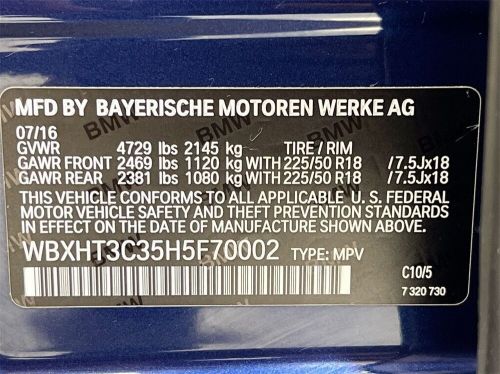 MFD BY BAYERISCHE MOTOREN WERKE AG
07/16
GVWR 4729 lbs 2145 kg TIRE / RIM
GAWR FRONT 2469 lbs 1120 kg WITH 225/50 R18 /7.5Jx18
GAWR REAR 2381 lbs 1080 kg WITH 225/50 R18 /7.5Jx18
THIS VEHICLE CONFORMS TO ALL APPLICABLE U. S. FEDERAL
MOTOR VEHICLE SAFETY AND THEFT PREVENTION STANDARDS
IN EFFECT ON THE DATE OF MANUFACTURE SHOWN ABOVE.
WBXHT3C35H5F70002 TYPE: MPV
C10/5
7 320 730